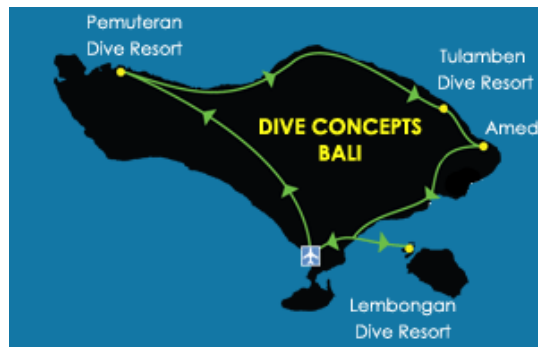 Pemuteran
Dive Resort
Tulamben
Dive Resort
Amed
DIVE CONCEPTS
BALI
Lembongan
Dive Resort